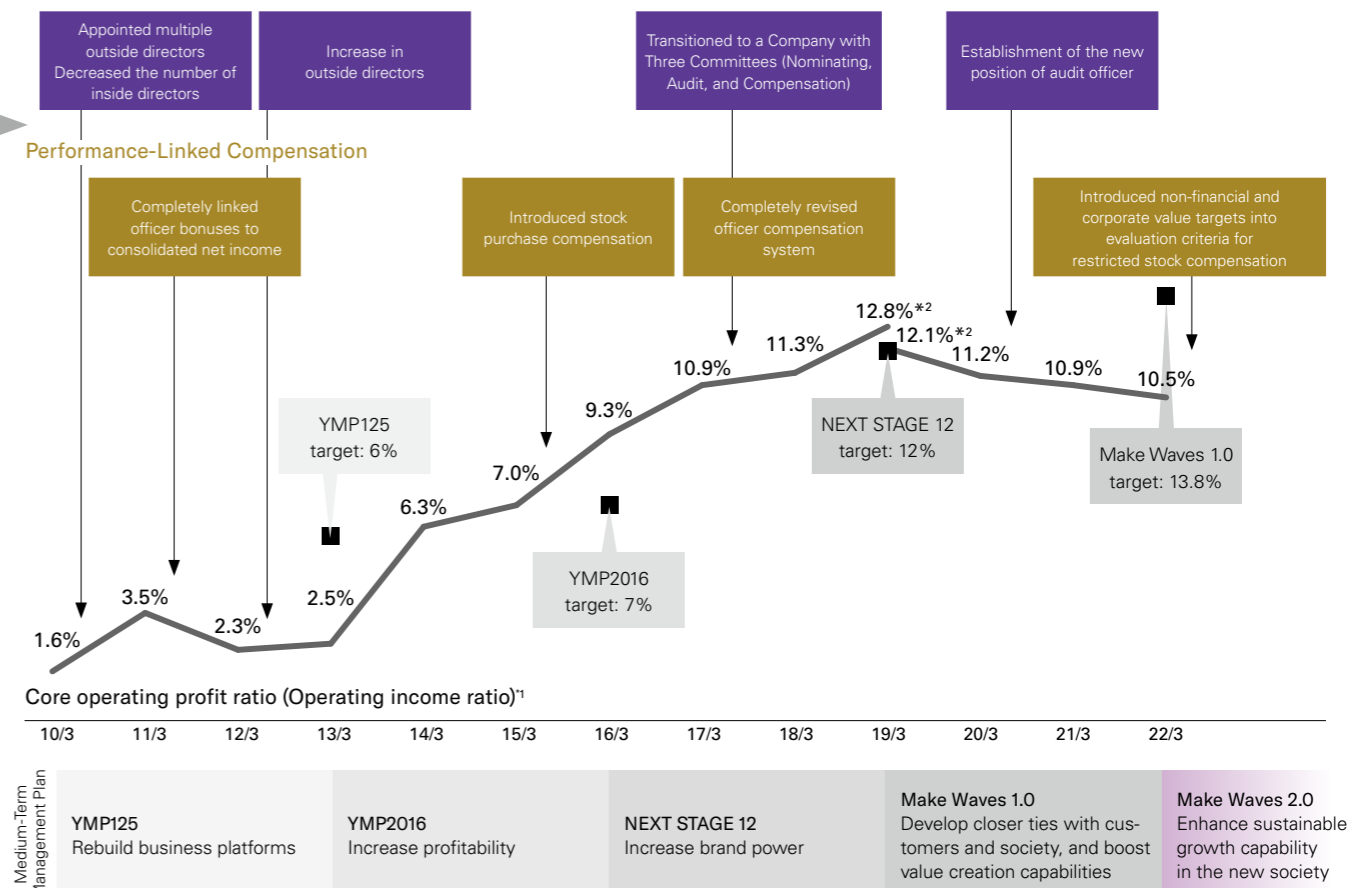 Appointed multiple
outside directors
Decreased the number of
inside directors
Increase in
outside directors
Transitioned to a Company with
Three Committees (Nominating,
Audit, and Compensation)
Establishment of the new
position of audit officer
Performance-Linked Compensation
Completely linked
officer bonuses to
consolidated net income
Introduced stock
purchase compensation
Completely revised
officer compensation
system
Introduced non-financial and
corporate value targets into
evaluation criteria for
restricted stock compensation
1.6%
3.5%
2.3%
2.5%
6.3%
7.0%
9.3%
10.9%
11.3%
12.8%*2
12.1%*2
11.2%
10.9%
10.5%
YMP125
target: 6%
YMP2016
target: 7%
NEXT STAGE 12
target: 12%
Make Waves 1.0
target: 13.8%
Core operating profit ratio (Operating income ratio)*1
10/3 11/3 12/3 13/3 14/3 15/3 16/3 17/3 18/3 19/3 20/3 21/3 22/3
Medium-Term
Management Plan
YMP125
Rebuild business platforms
YMP2016
Increase profitability
NEXT STAGE 12
Increase brand power
Make Waves 1.0
Develop closer ties with cus-
tomers and society, and boost
value creation capabilities
Make Waves 2.0
Enhance sustainable
growth capability
in the new society